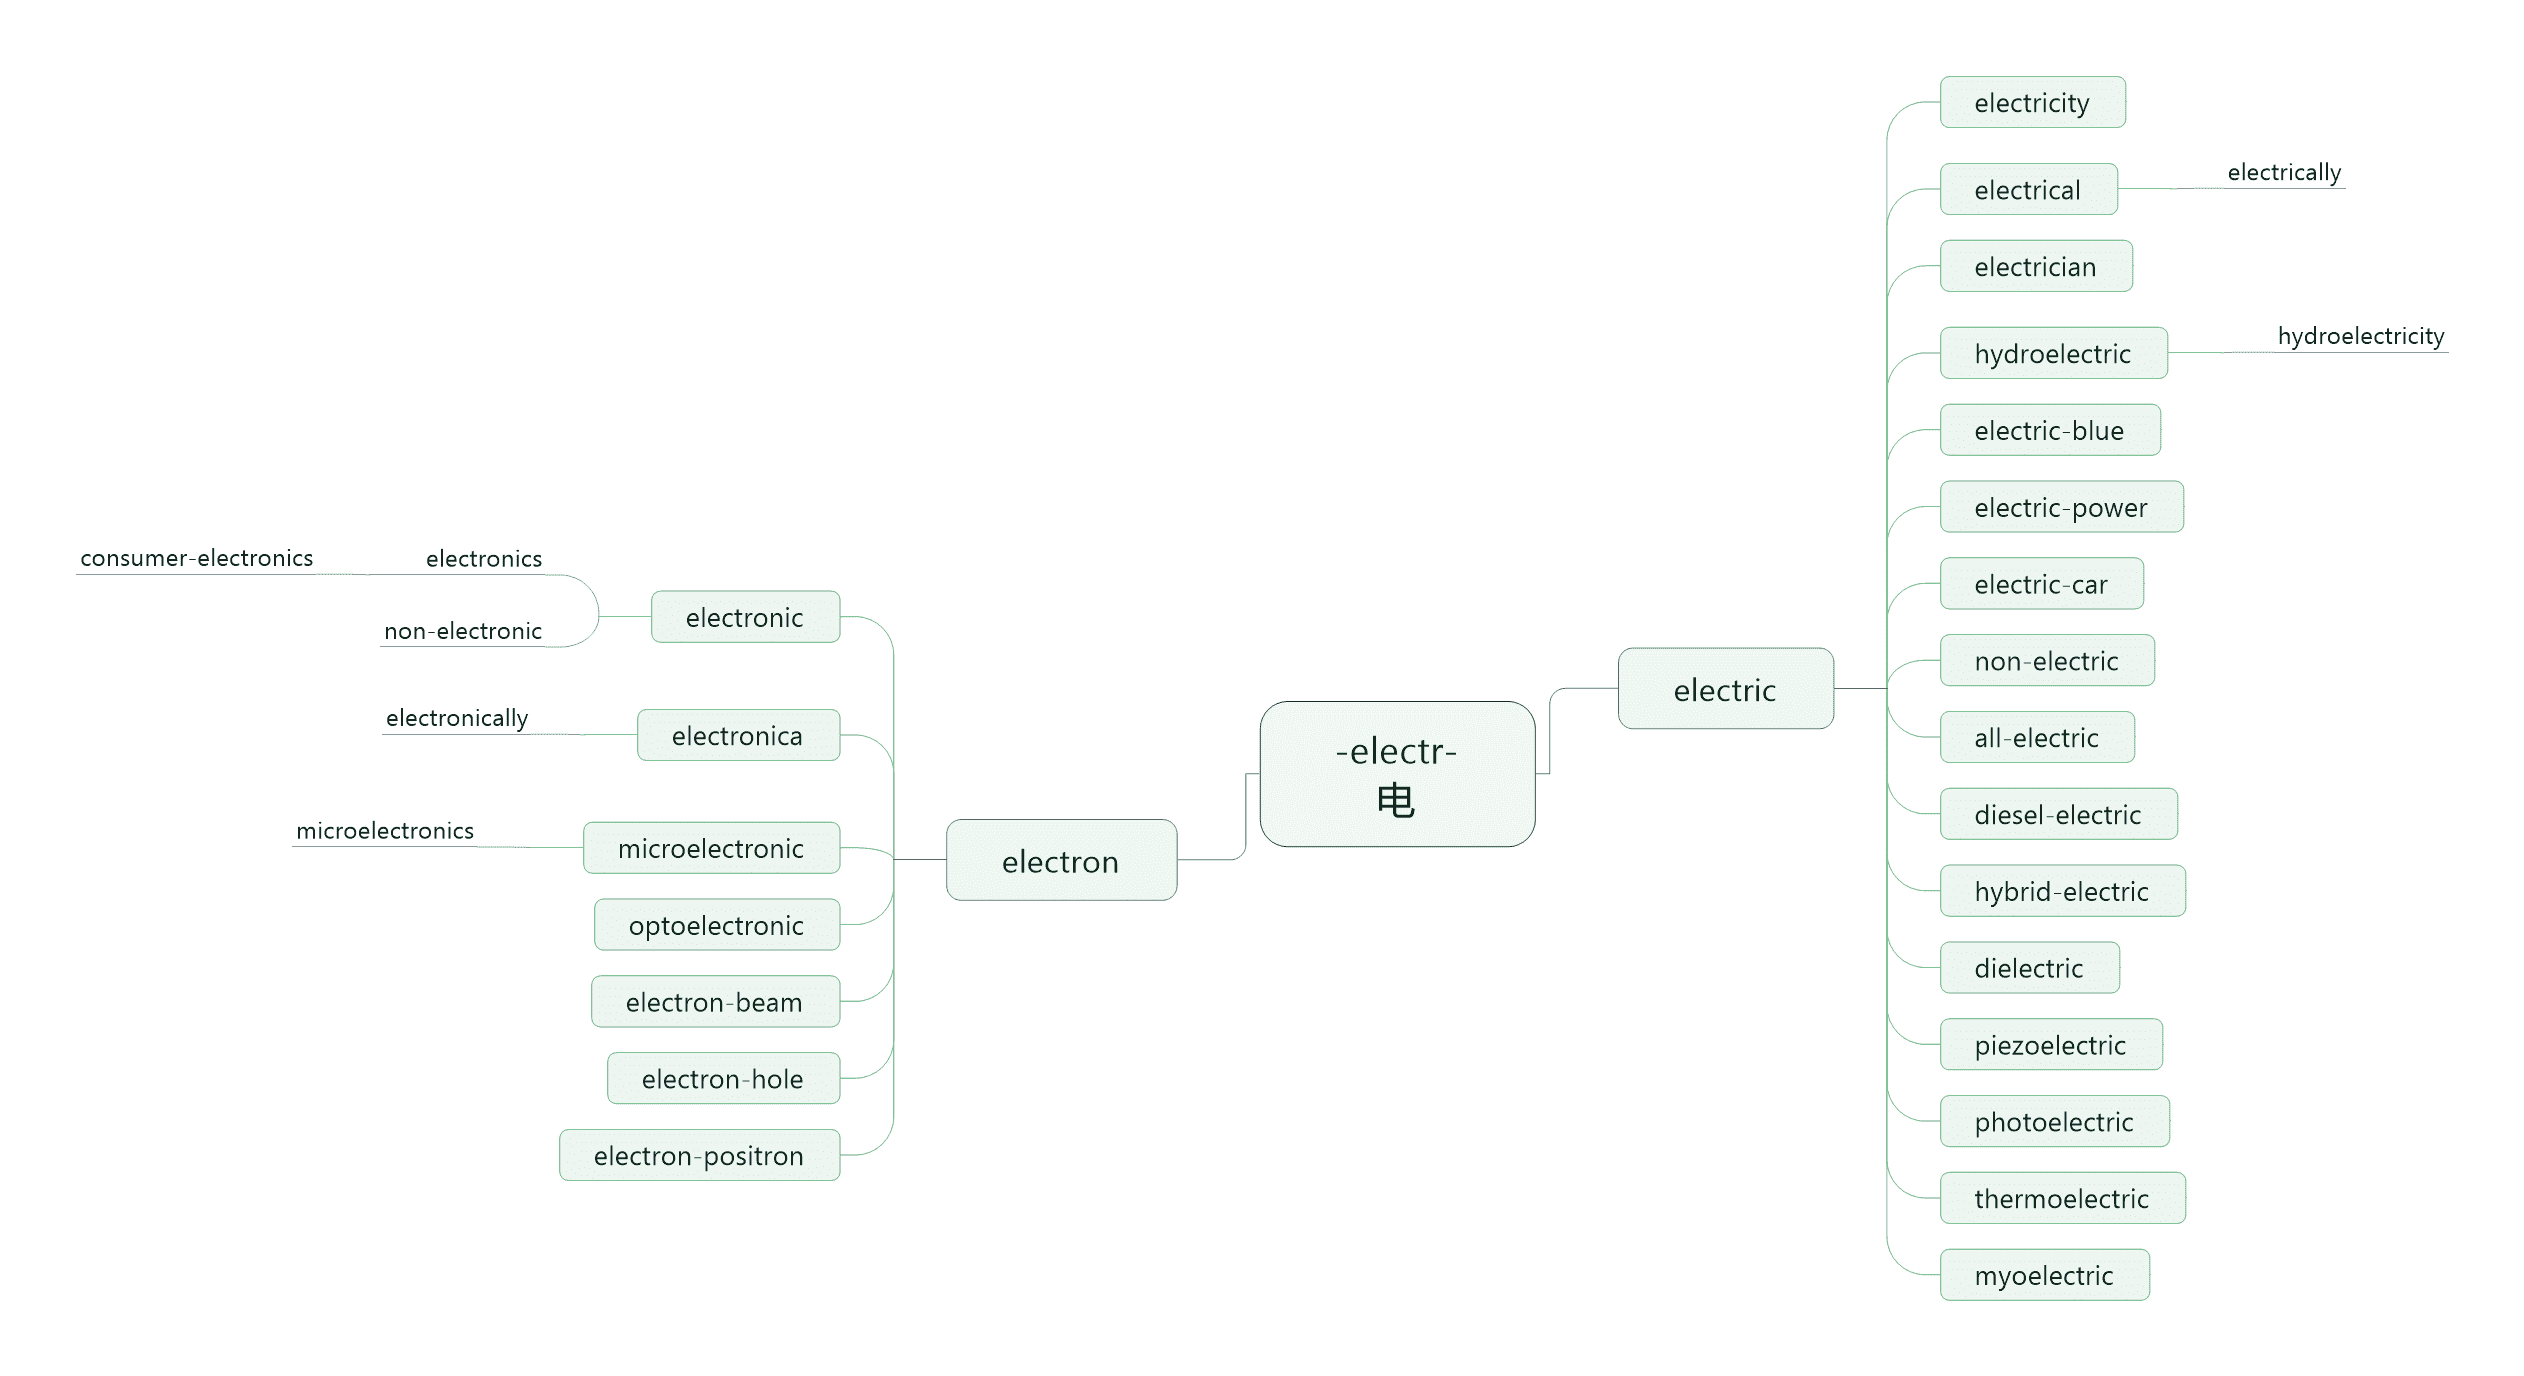 -electr-
电
electric
electricity
electrical
electrically
electrician
hydroelectric
hydroelectricity
electric-blue
electric-power
electric-car
non-electric
all-electric
diesel-electric
hybrid-electric
dielectric
piezoelectric
photoelectric
thermoelectric
myoelectric
electron
electronic
electronics
consumer-electronics
non-electronic
electronica
electronically
microelectronic
microelectronics
optoelectronic
electron-beam
electron-hole
electron-positron